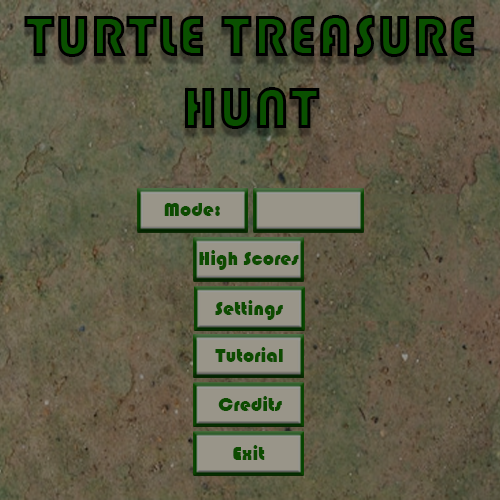 TURTLE TREASURE
HUNT
Mode:
High Scores
Settings
Tutorial
Credits
Exit